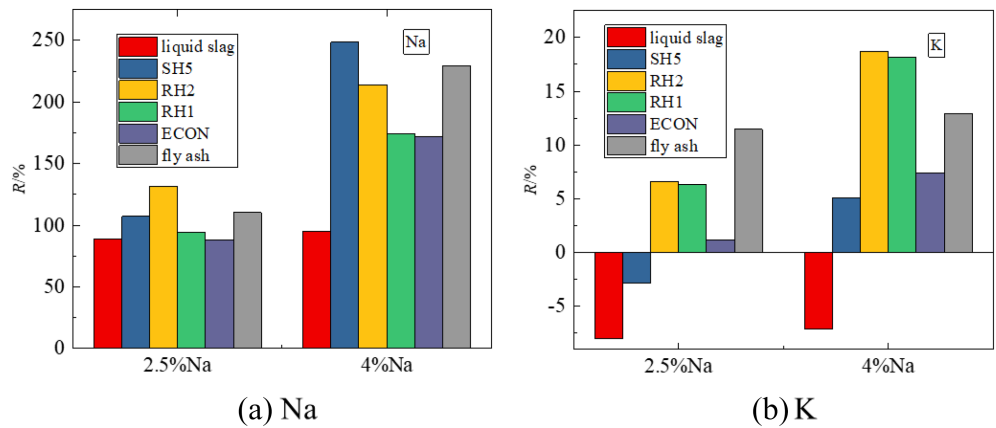 250
200
150
100
50
0
R/%
liquid slag
SH5
RH2
RH1
ECON
fly ash
Na
2.5%Na
4%Na
(a) Na
20
15
10
5
0
-5
R/%
liquid slag
SH5
RH2
RH1
ECON
fly ash
K
2.5%Na
4%Na
(b) K